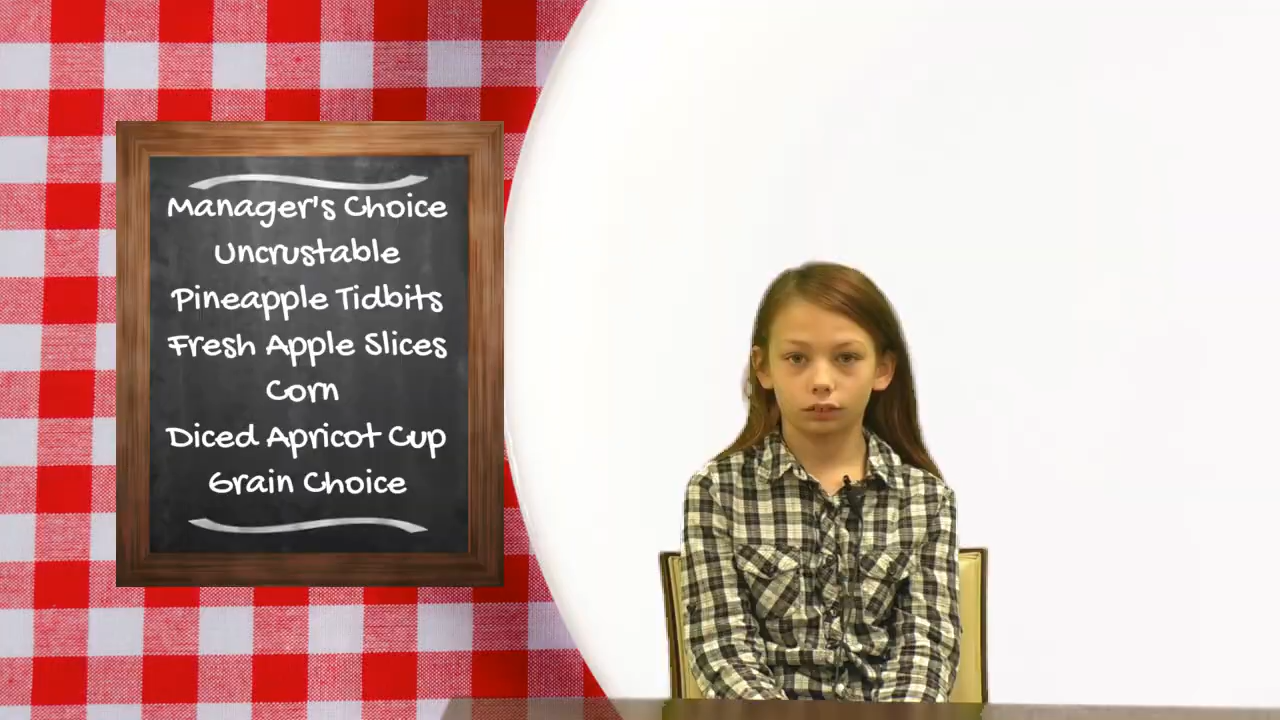 Manager's Choice
Uncrustable
Pineapple Tidbits
Fresh Apple Slices
Corn
Diced Apricot Cup
Grain Choice